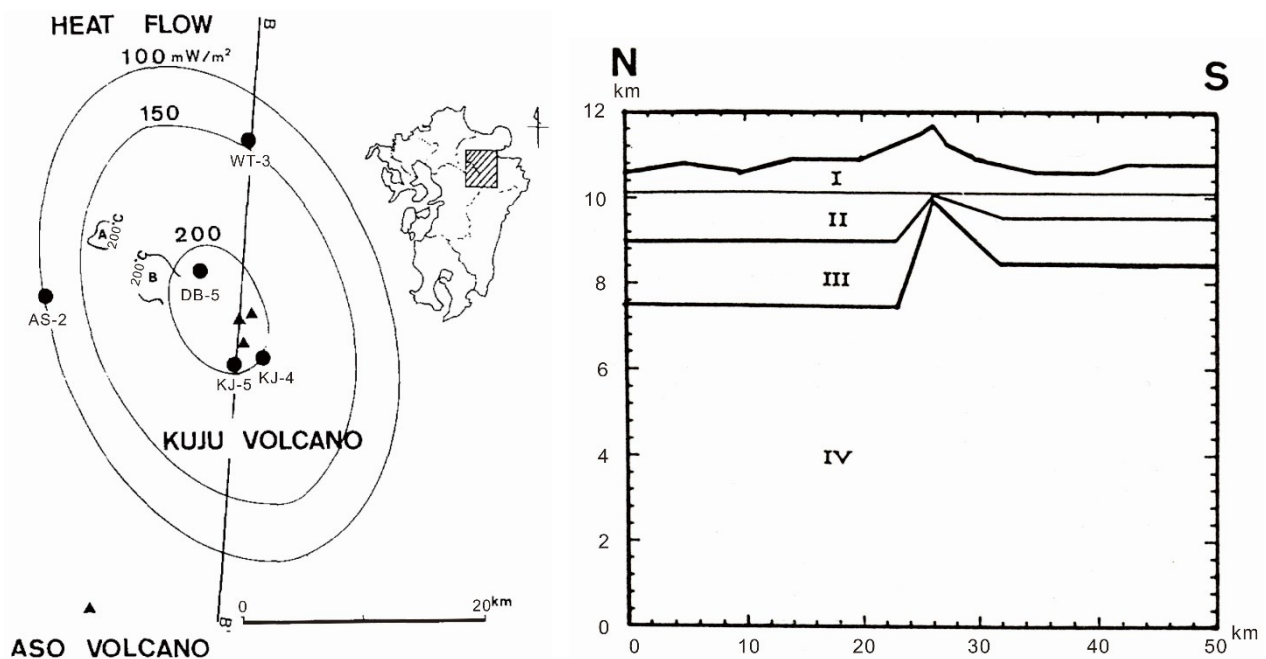 HEAT FLOW
B
100 mW/m²
150
WT-3
A
200°C
200
200°C
B
DB-5
AS-2
KJ-5
KJ-4
KUJU VOLCANO
B'
0
20km
ASO VOLCANO
N
S
km
12
I
10
II
8
III
6
IV
4
2
0
0
10
20
30
40
50
km